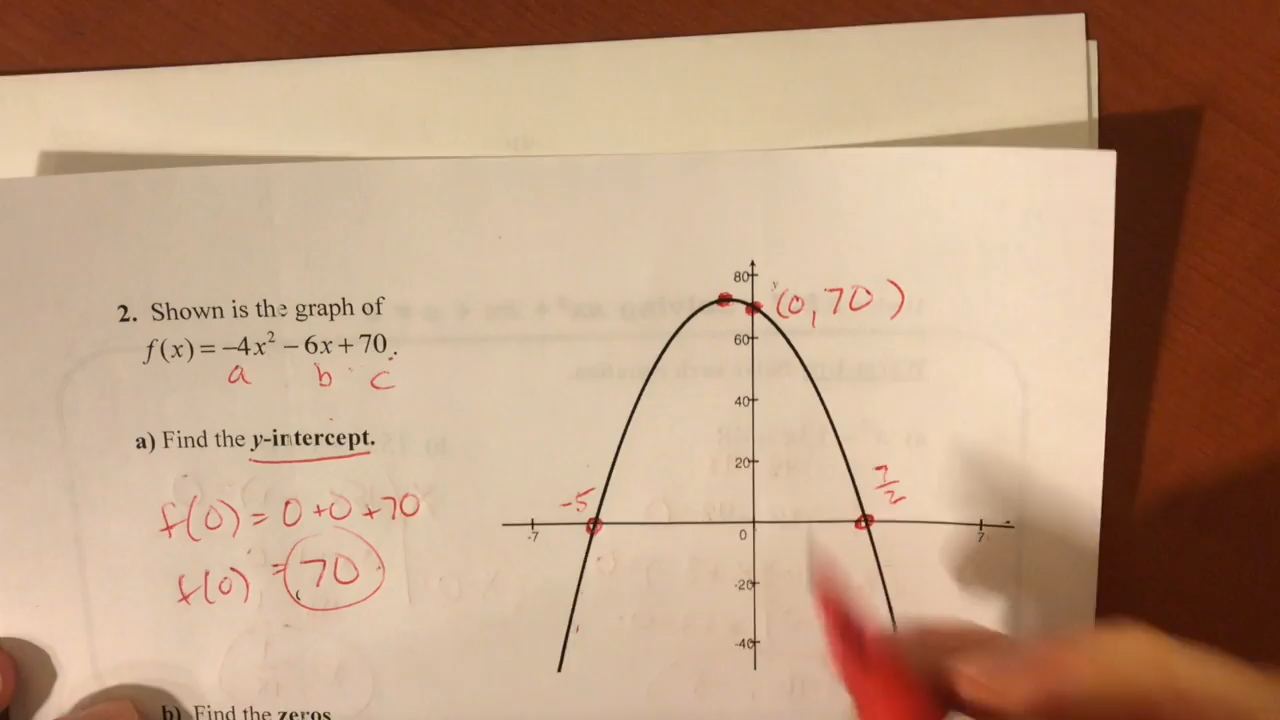 2. Shown is the graph of
f(x) = -4x² - 6x + 70.
a b c
a) Find the y-intercept.
f(0) = 0 + 0 + 70
f(0) = 70
b) Find the zeros
80
y
(0, 70)
60
40
20
-5
7/2
-7
0
7
-20
-40